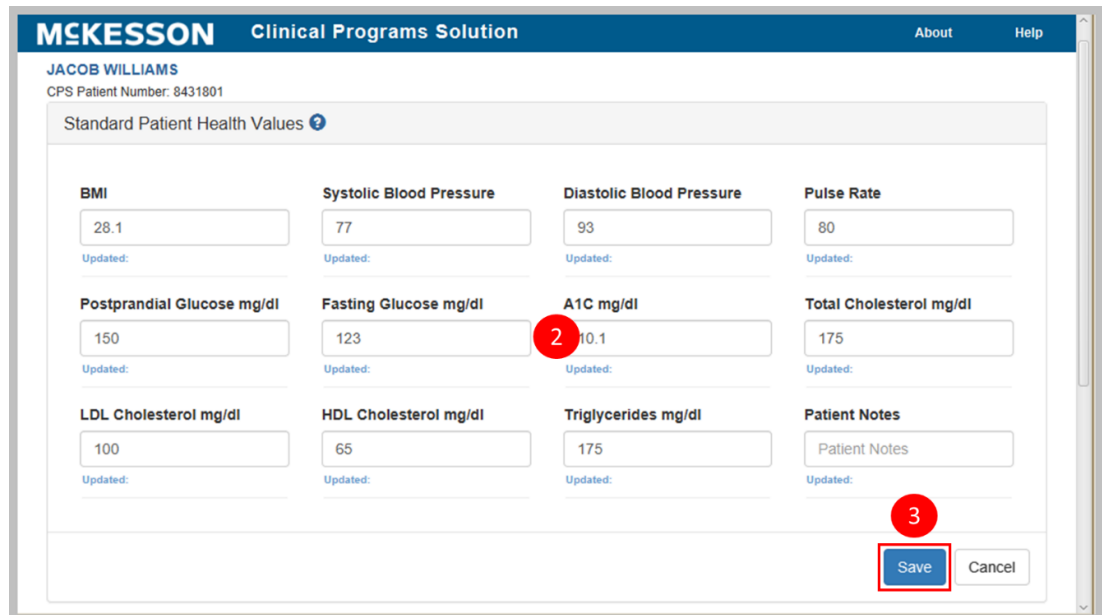 MCKESSON Clinical Programs Solution About Help
JACOB WILLIAMS
CPS Patient Number: 8431801
Standard Patient Health Values ?
BMI Systolic Blood Pressure Diastolic Blood Pressure Pulse Rate
28.1 77 93 80
Updated: Updated: Updated: Updated:
Postprandial Glucose mg/dl Fasting Glucose mg/dl A1C mg/dl Total Cholesterol mg/dl
150 123 2 10.1 175
Updated: Updated: Updated: Updated:
LDL Cholesterol mg/dl HDL Cholesterol mg/dl Triglycerides mg/dl Patient Notes
100 65 175 Patient Notes
Updated: Updated: Updated: Updated:
3
Save Cancel